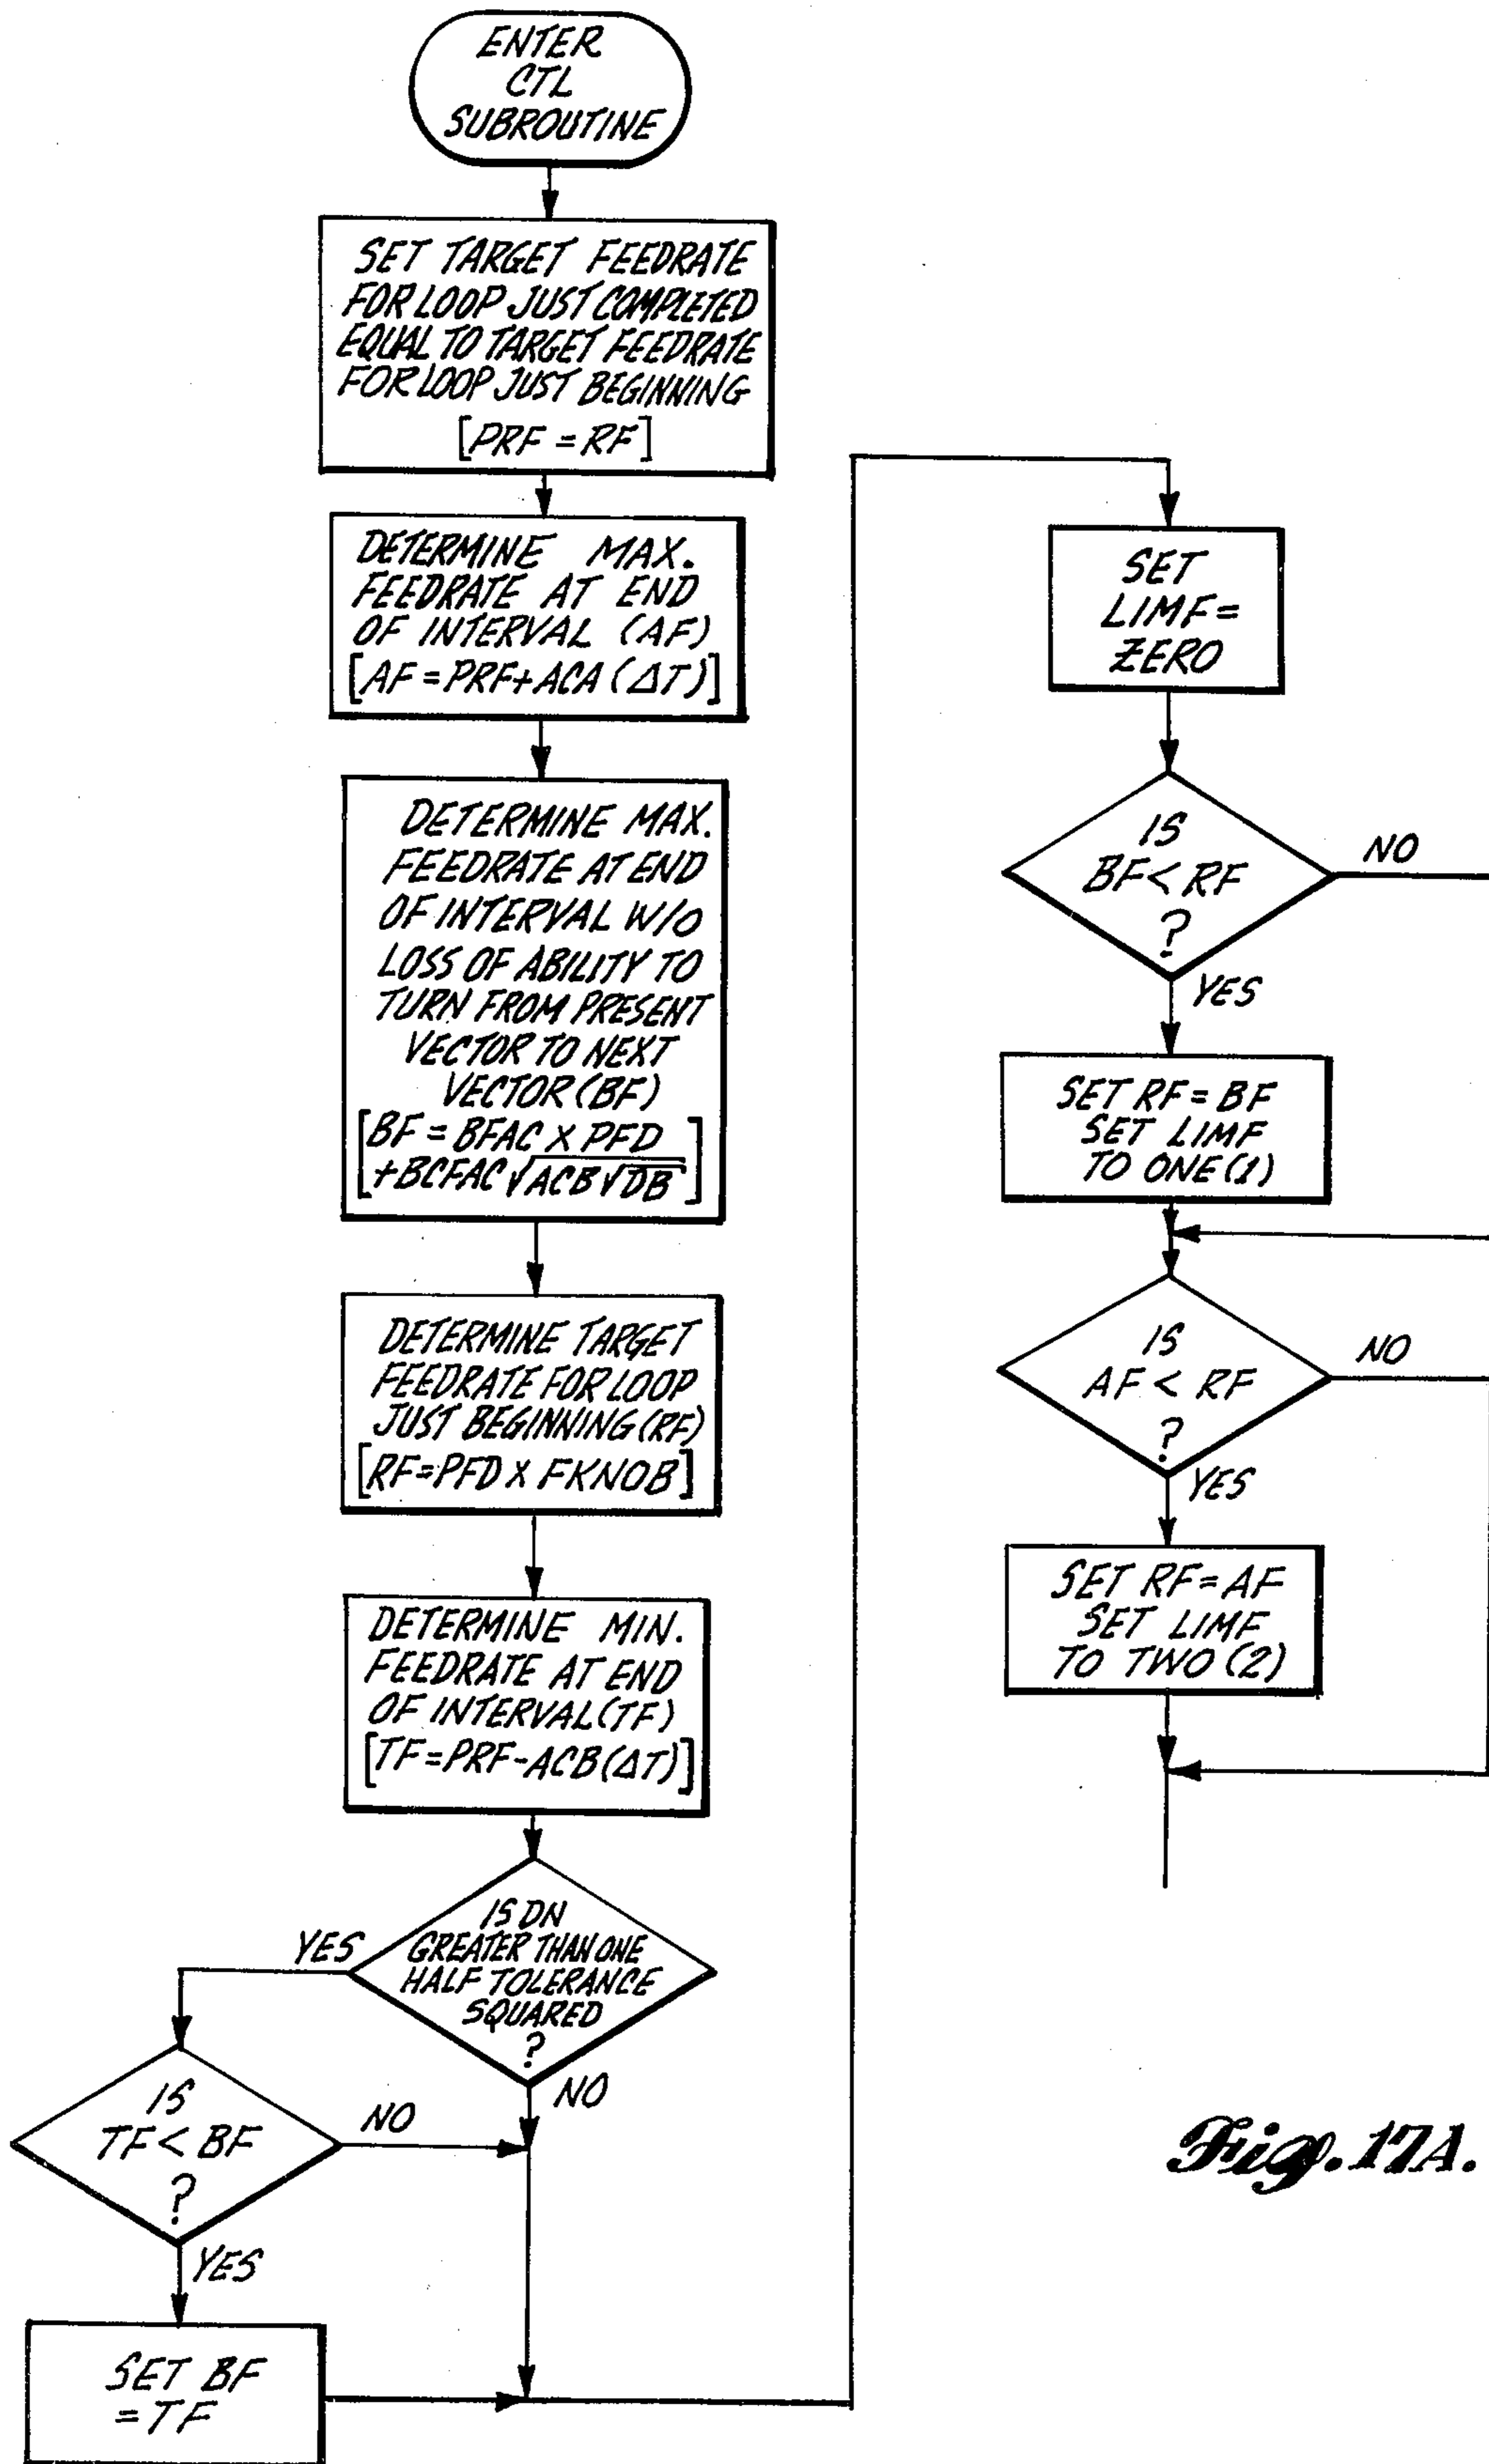 ENTER
CTL
SUBROUTINE
SET TARGET FEEDRATE
FOR LOOP JUST COMPLETED
EQUAL TO TARGET FEEDRATE
FOR LOOP JUST BEGINNING
[PRF = RF]
DETERMINE MAX.
FEEDRATE AT END
OF INTERVAL (AF)
[AF = PRF + ACA (ΔT)]
DETERMINE MAX.
FEEDRATE AT END
OF INTERVAL W/O
LOSS OF ABILITY TO
TURN FROM PRESENT
VECTOR TO NEXT
VECTOR (BF)
[BF = BFAC X PFD
+BCFAC √ACB √DB]
DETERMINE TARGET
FEEDRATE FOR LOOP
JUST BEGINNING (RF)
[RF = PFD X FKNOB]
DETERMINE MIN.
FEEDRATE AT END
OF INTERVAL (TF)
[TF = PRF - ACB (ΔT)]
IS DN
GREATER THAN ONE
HALF TOLERANCE
SQUARED
?
YES
NO
IS
TF < BF
?
NO
YES
SET BF
= TF
SET
LIMF =
ZERO
IS
BF < RF
?
NO
YES
SET RF = BF
SET LIMF
TO ONE (1)
IS
AF < RF
?
NO
YES
SET RF = AF
SET LIMF
TO TWO (2)
Fig. 17A.